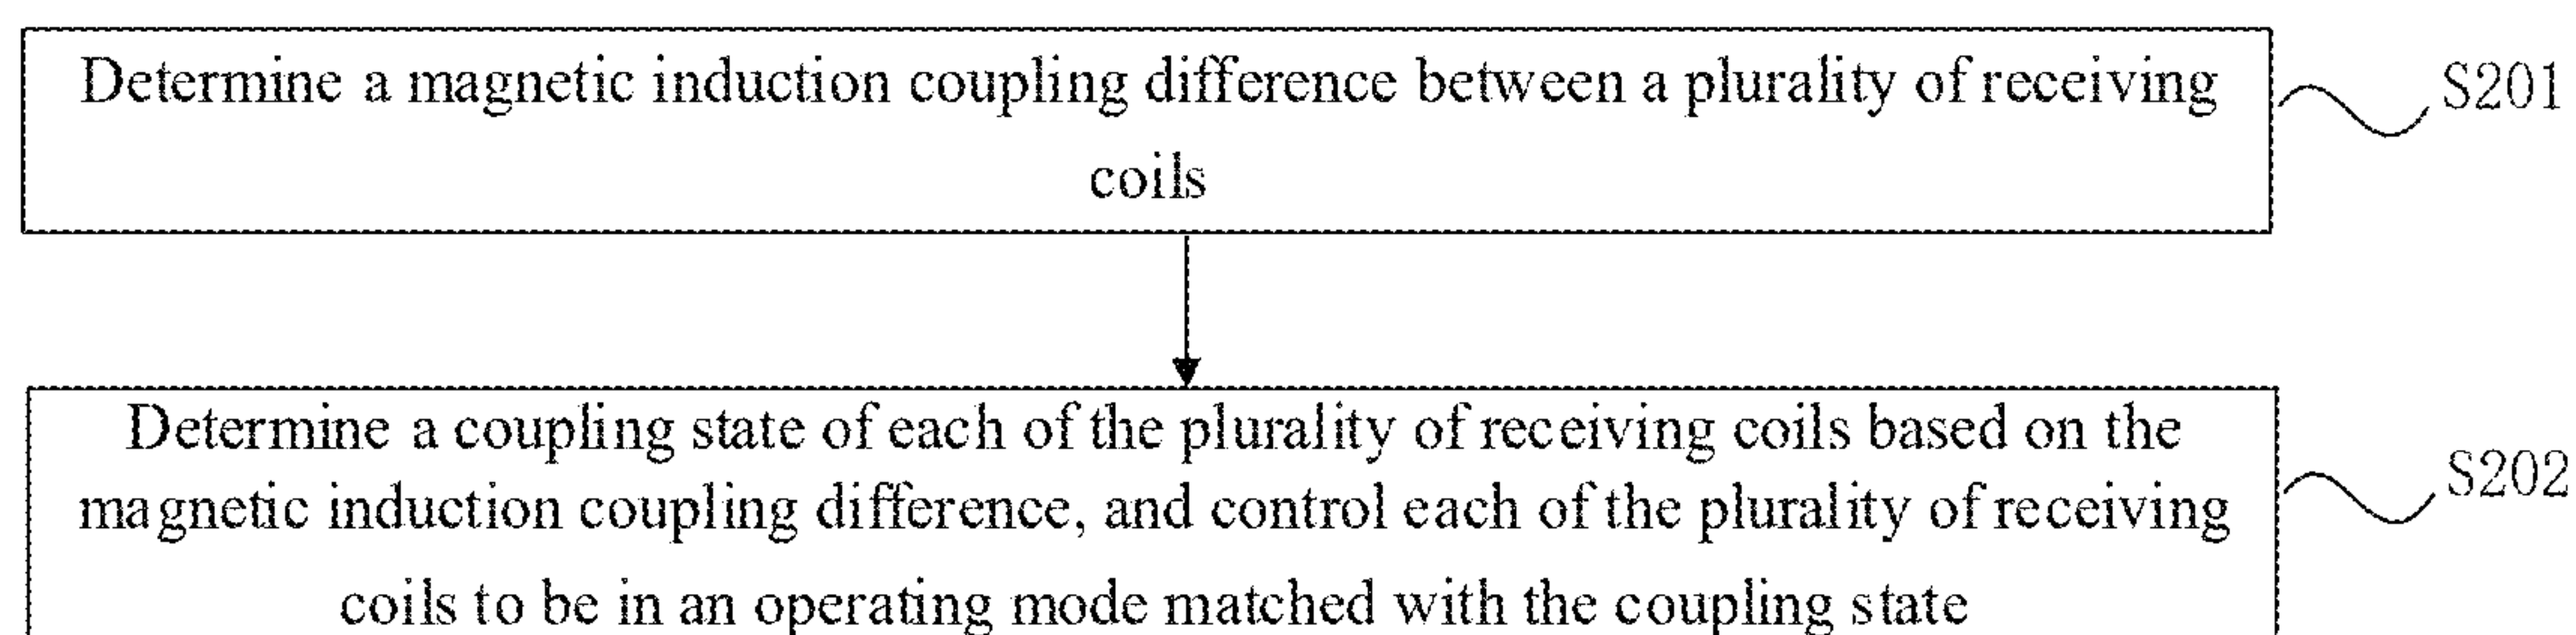 Determine a magnetic induction coupling difference between a plurality of receiving
coils
S201
Determine a coupling state of each of the plurality of receiving coils based on the
magnetic induction coupling difference, and control each of the plurality of receiving
coils to be in an operating mode matched with the coupling state
S202